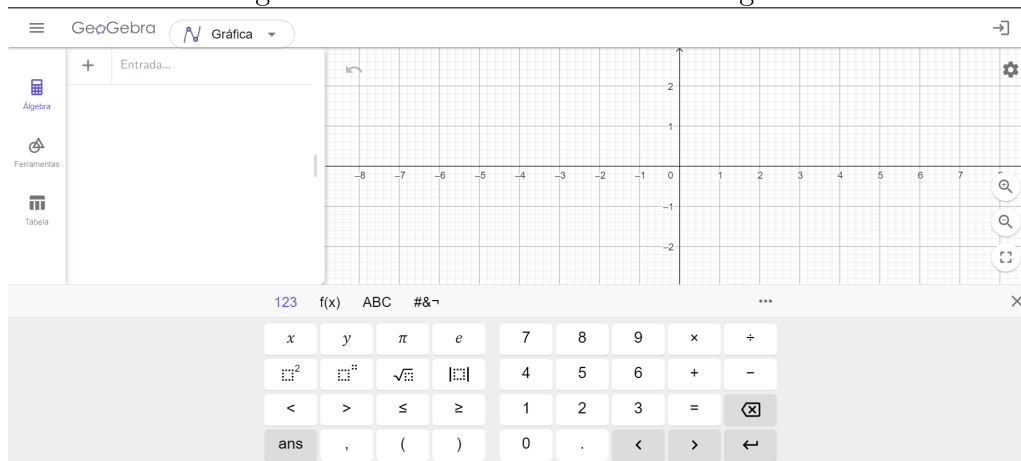 GeoGebra Gráfica
Entrada...
Álgebra
Ferramentas
Tabela
2
1
–8 –7 –6 –5 –4 –3 –2 –1 0 1 2 3 4 5 6 7
–1
–2
123 f(x) ABC #&¬
x y π e 7 8 9 × ÷
2 4 5 6 + −
< > ≤ ≥ 1 2 3 =
ans , ( ) 0 . < >